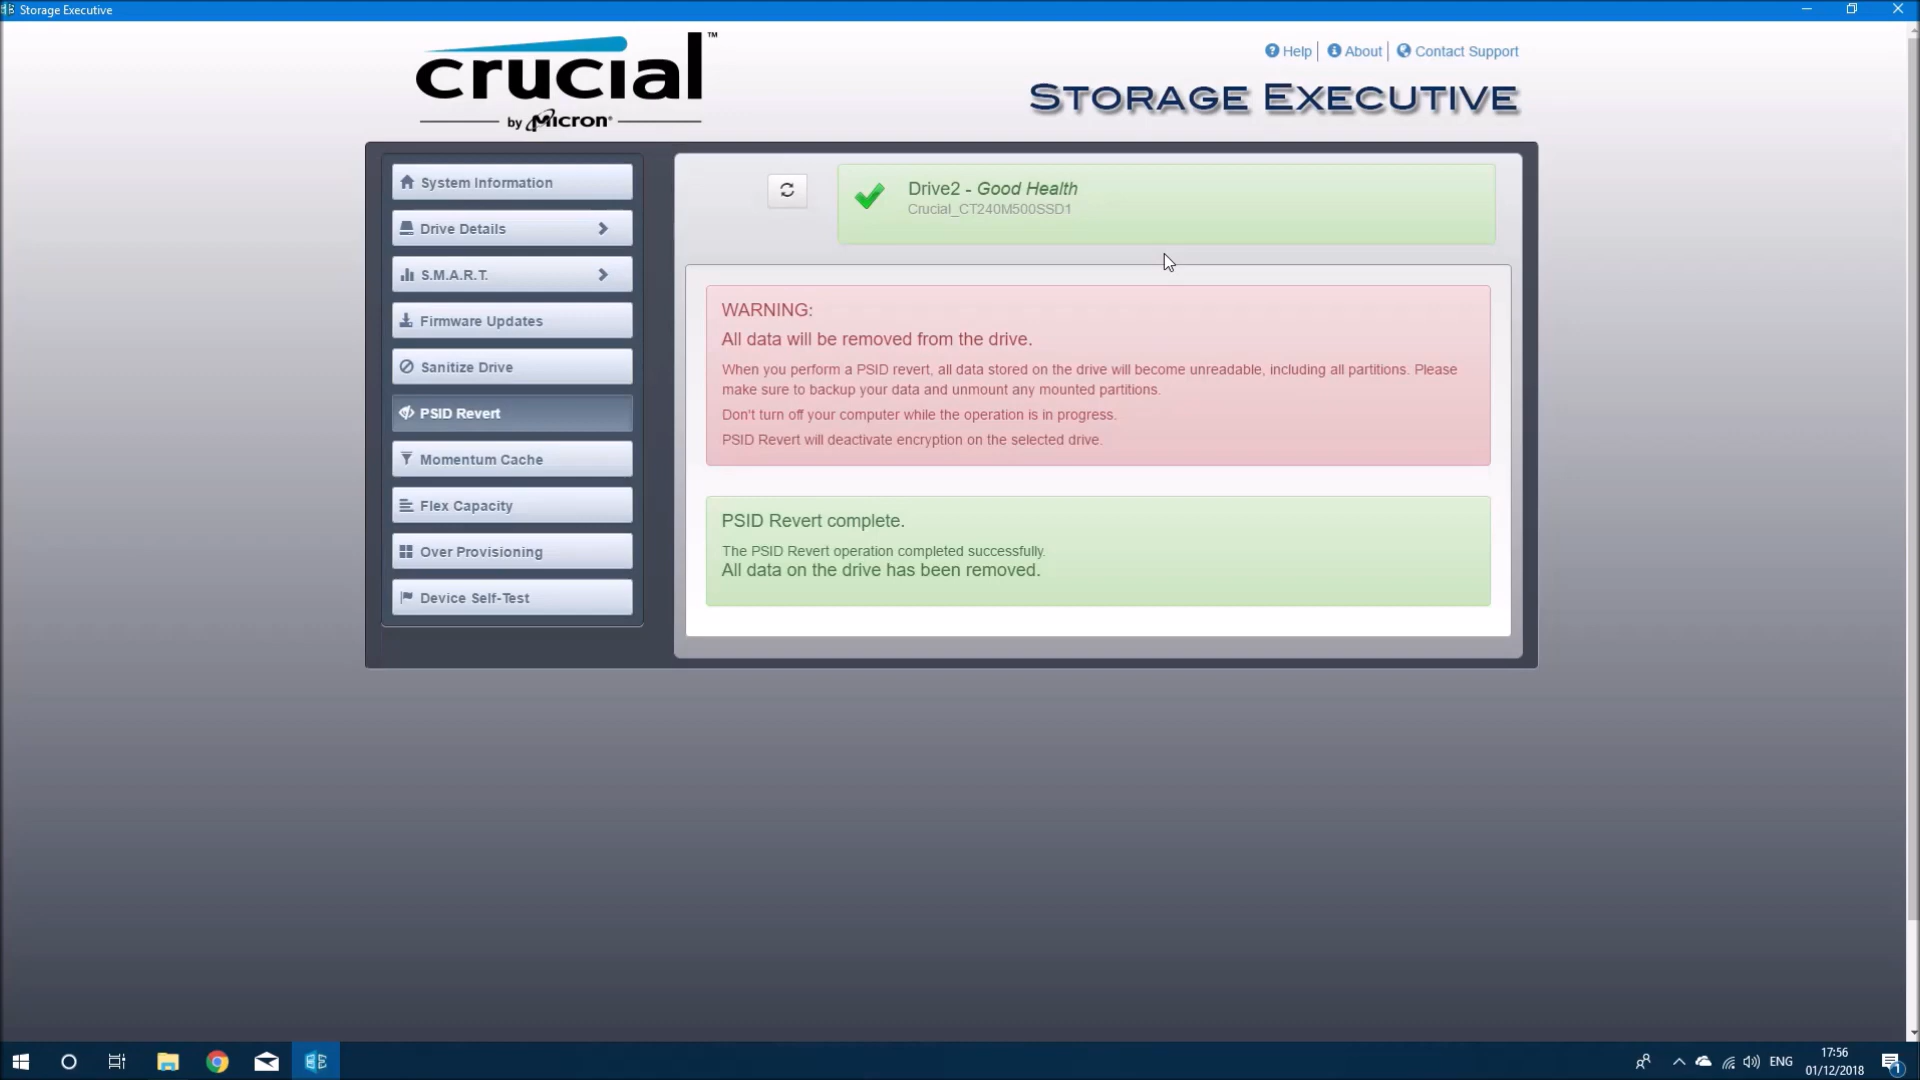 Storage Executive
crucial™
by Micron®
Help
About
Contact Support
STORAGE EXECUTIVE
System Information
Drive Details
S.M.A.R.T.
Firmware Updates
Sanitize Drive
PSID Revert
Momentum Cache
Flex Capacity
Over Provisioning
Device Self-Test
Drive2 - Good Health
Crucial_CT240M500SSD1
WARNING:
All data will be removed from the drive.
When you perform a PSID revert, all data stored on the drive will become unreadable, including all partitions. Please
make sure to backup your data and unmount any mounted partitions.
Don't turn off your computer while the operation is in progress.
PSID Revert will deactivate encryption on the selected drive.
PSID Revert complete.
The PSID Revert operation completed successfully.
All data on the drive has been removed.
ENG
17:56
01/12/2018
1